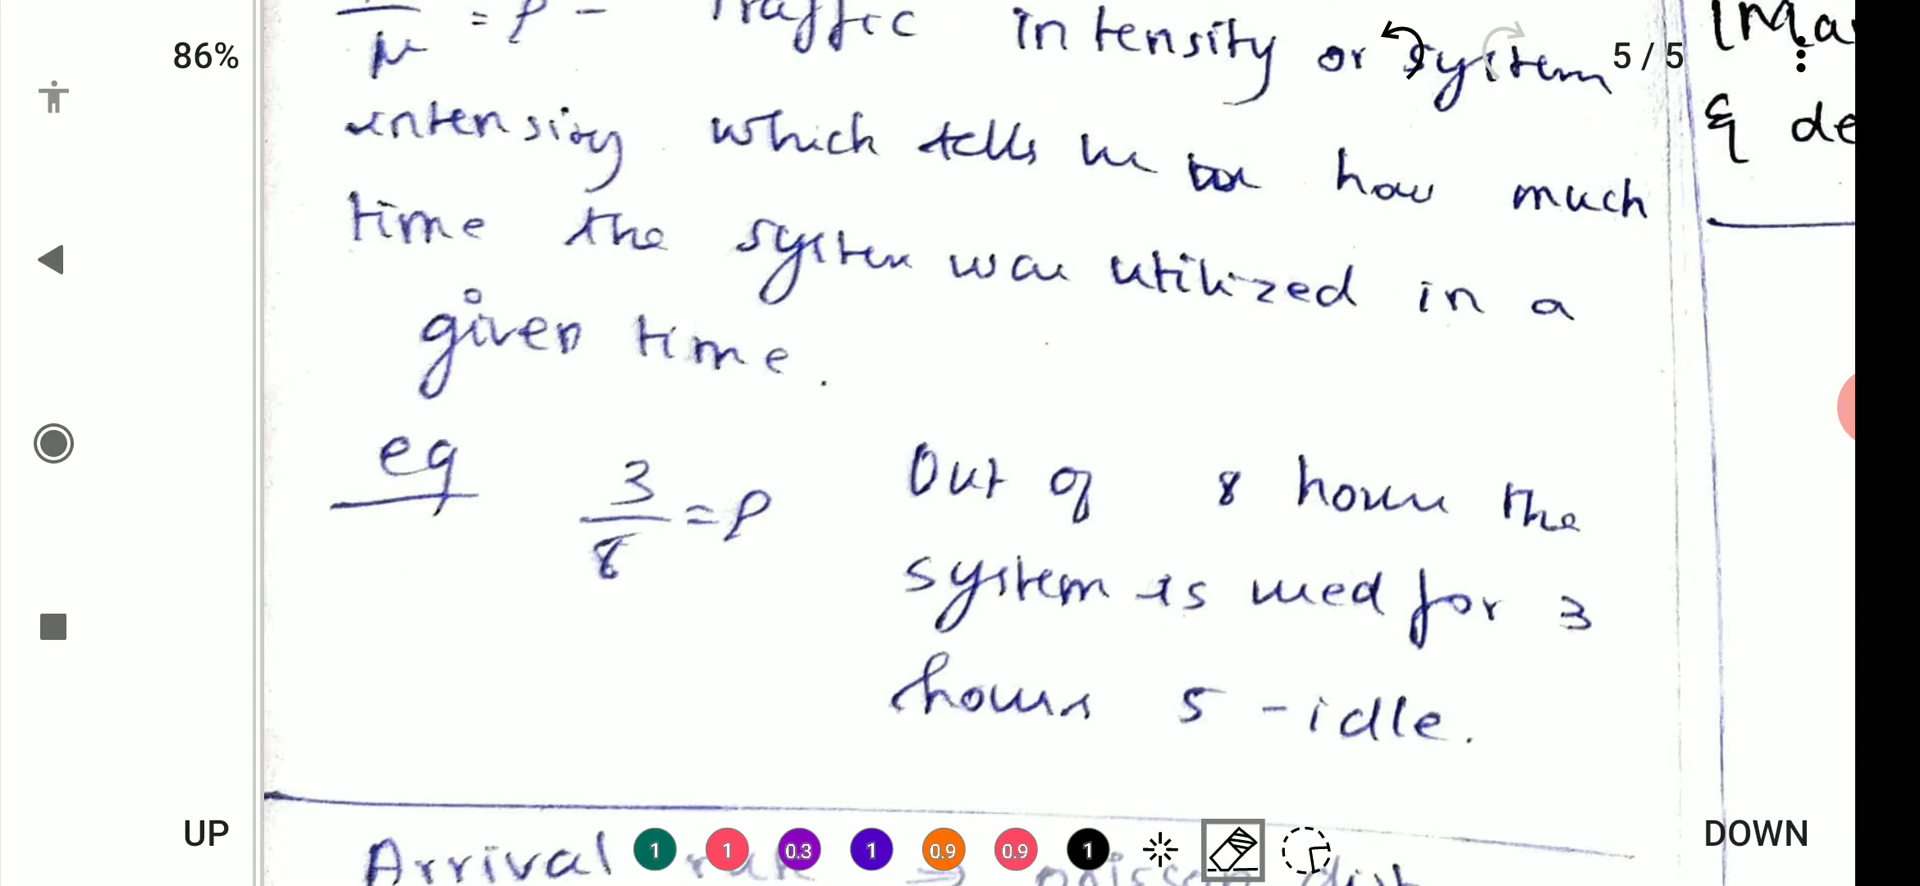 86%
5 / 5
μ = ρ – Traffic intensity or system
intensity which tells us how much
time the system was utilized in a
given time.
eg 3/8 = ρ Out of 8 hours the
system is used for 3
hours 5 - idle.
& de
UP
DOWN
Arrival
1 1 0.3 1 0.9 0.9 1